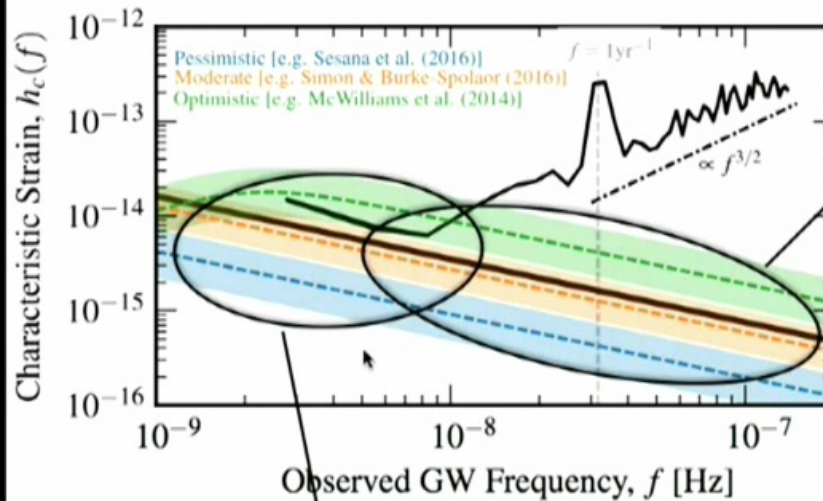 10⁻¹²
10⁻¹³
10⁻¹⁴
10⁻¹⁵
10⁻¹⁶
Characteristic Strain, h_c(f)
Pessimistic [e.g. Sesana et al. (2016)]
Moderate [e.g. Simon & Burke-Spolaor (2016)]
Optimistic [e.g. McWilliams et al. (2014)]
f = 1yr⁻¹
∝ f^{3/2}
10⁻⁹
10⁻⁸
10⁻⁷
Observed GW Frequency, f [Hz]